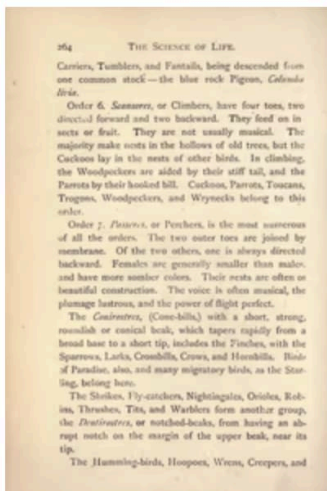 264 THE SCIENCE OF LIFE.
Carriers, Tumblers, and Fantails, being descended from
one common stock — the blue rock Pigeon, Columba
livia.
Order 6. Scansores, or Climbers, have four toes, two
directed forward and two backward. They feed on in-
sects or fruit. They are not usually musical. The
majority make nests in the hollows of old trees, but the
Cuckoos lay in the nests of other birds. In climbing,
the Woodpeckers are aided by their stiff tail, and the
Parrots by their hooked bill. Cuckoos, Parrots, Toucans,
Trogons, Woodpeckers, and Wrynecks belong to this
order.
Order 7. Passeres, or Perchers, is the most numerous
of all the orders. The two outer toes are joined by
membrane. Of the two others, one is always directed
backward. Females are generally smaller than males,
and have more somber colors. Their nests are often of
beautiful construction. The voice is often musical, the
plumage lustrous, and the power of flight perfect.
The Conirostres, (Cone-bills,) with a short, strong,
roundish or conical beak, which tapers rapidly from a
broad base to a short tip, includes the Finches, with the
Sparrows, Larks, Crossbills, Crows, and Hornbills. Birds
of Paradise, also, and many migratory birds, as the Star-
ling, belong here.
The Shrikes, Fly-catchers, Nightingales, Orioles, Rob-
ins, Thrushes, Tits, and Warblers form another group,
the Dentirostres, or notched-beaks, from having an ab-
rupt notch on the margin of the upper beak, near its
tip.
The Humming-birds, Hoopoes, Wrens, Creepers, and